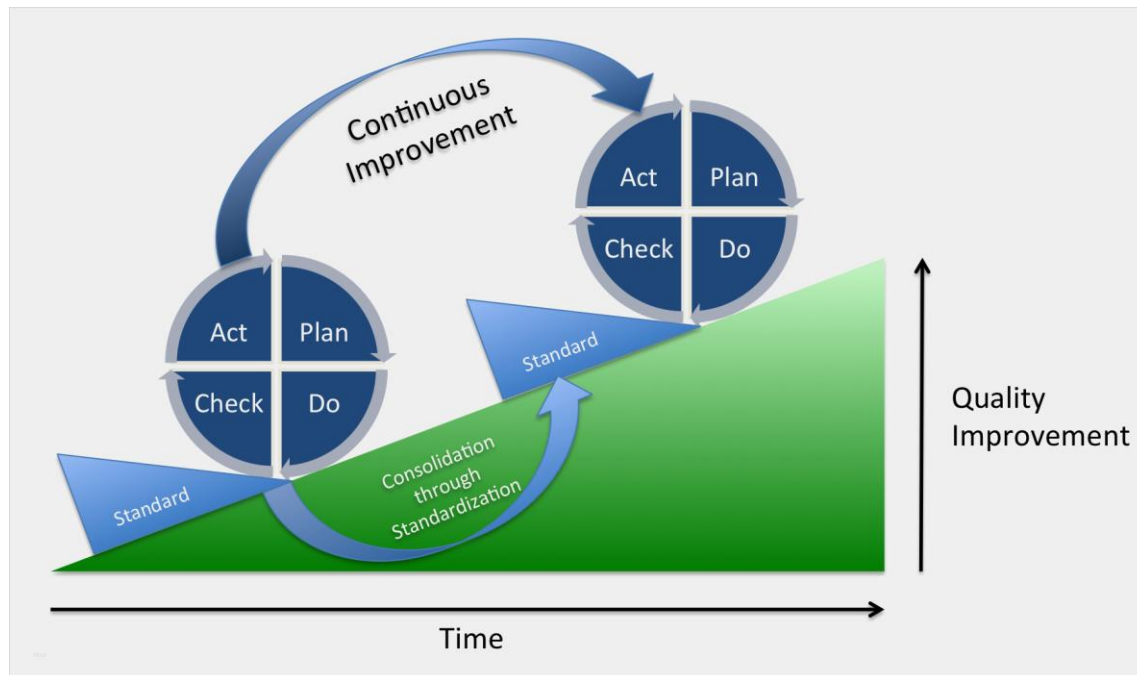 Continuous
Improvement
Act
Plan
Check
Do
Act
Plan
Check
Do
Standard
Standard
Consolidation
through
Standardization
Quality
Improvement
Time